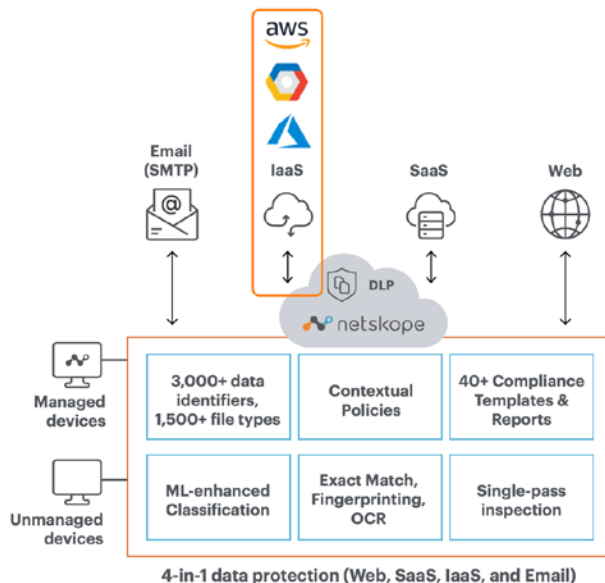 aws
Email
(SMTP)
IaaS
SaaS
Web
@
DLP
netskope
Managed
devices
3,000+ data
identifiers,
1,500+ file types
Contextual
Policies
40+ Compliance
Templates &
Reports
Unmanaged
devices
ML-enhanced
Classification
Exact Match,
Fingerprinting,
OCR
Single-pass
inspection
4-in-1 data protection (Web, SaaS, IaaS, and Email)